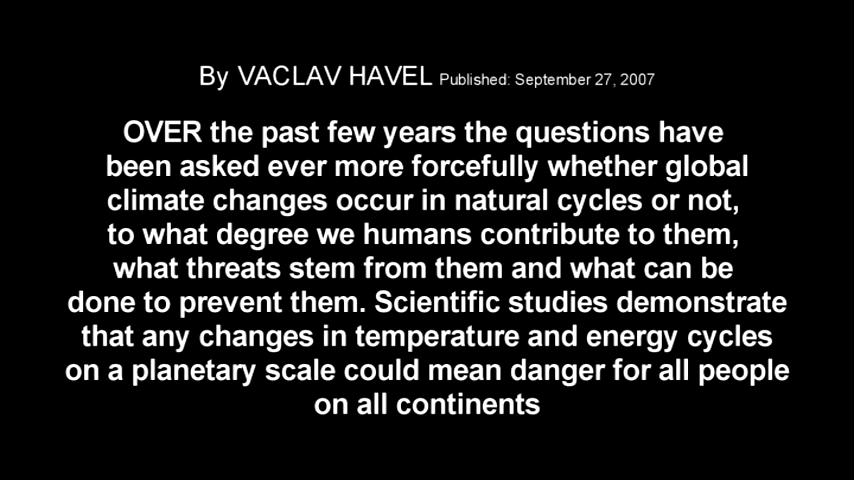 By VACLAV HAVEL Published: September 27, 2007
OVER the past few years the questions have
been asked ever more forcefully whether global
climate changes occur in natural cycles or not,
to what degree we humans contribute to them,
what threats stem from them and what can be
done to prevent them. Scientific studies demonstrate
that any changes in temperature and energy cycles
on a planetary scale could mean danger for all people
on all continents